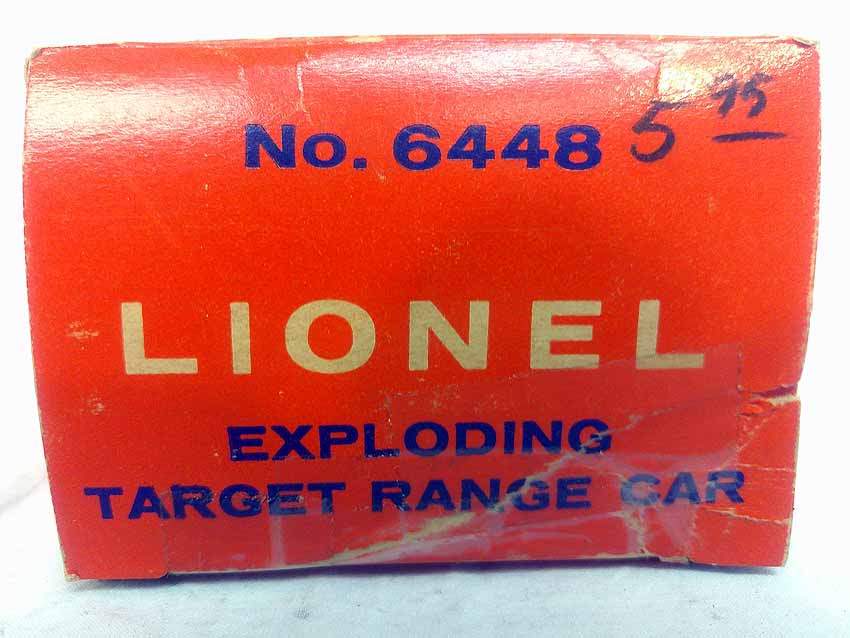 No. 6448 5 95
LIONEL
EXPLODING
TARGET RANGE CAR